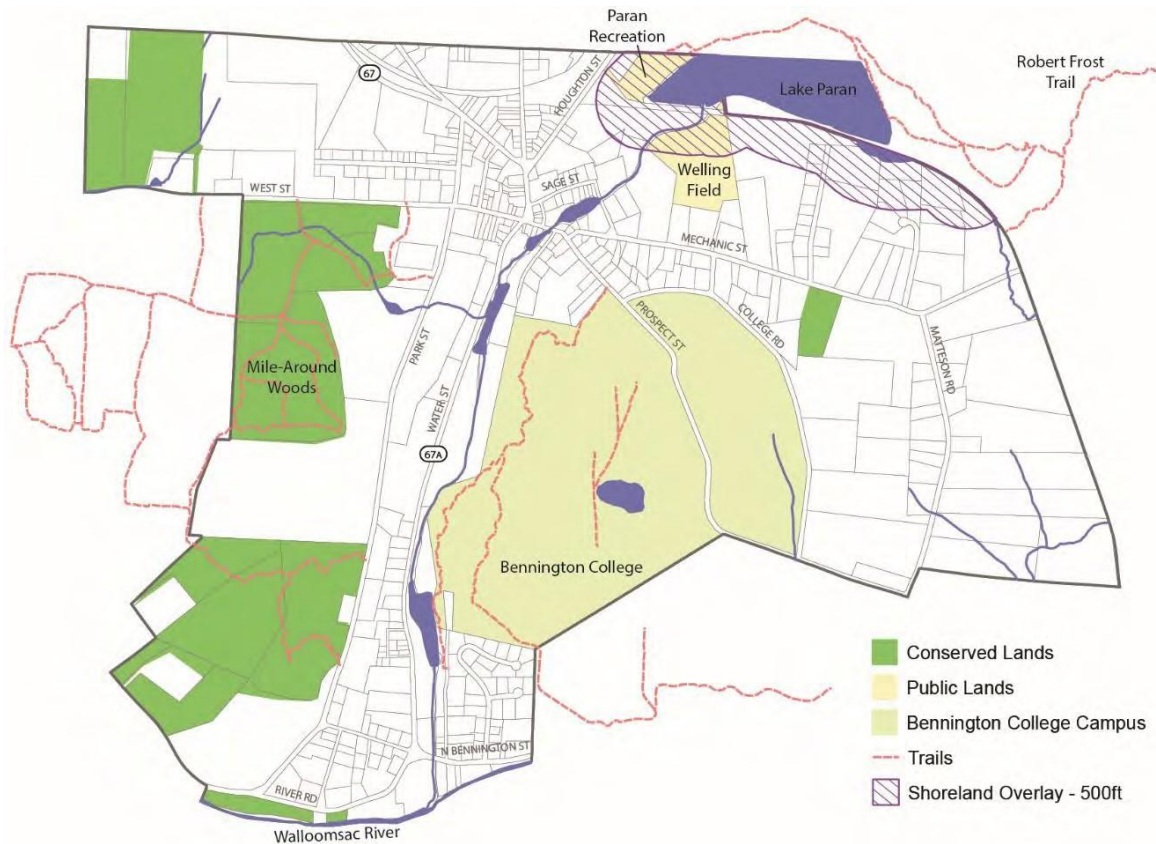 Paran
Recreation
Robert Frost
Trail
67
HOUGHTON ST
Lake Paran
Welling
Field
SAGE ST
WEST ST
MECHANIC ST
COLLEGE RD
PROSPECT ST
MATTESON RD
PARK ST
Mile-Around
Woods
WATER ST
67A
Bennington College
N BENNINGTON ST
RIVER RD
Walloomsac River
Conserved Lands
Public Lands
Bennington College Campus
Trails
Shoreland Overlay - 500ft